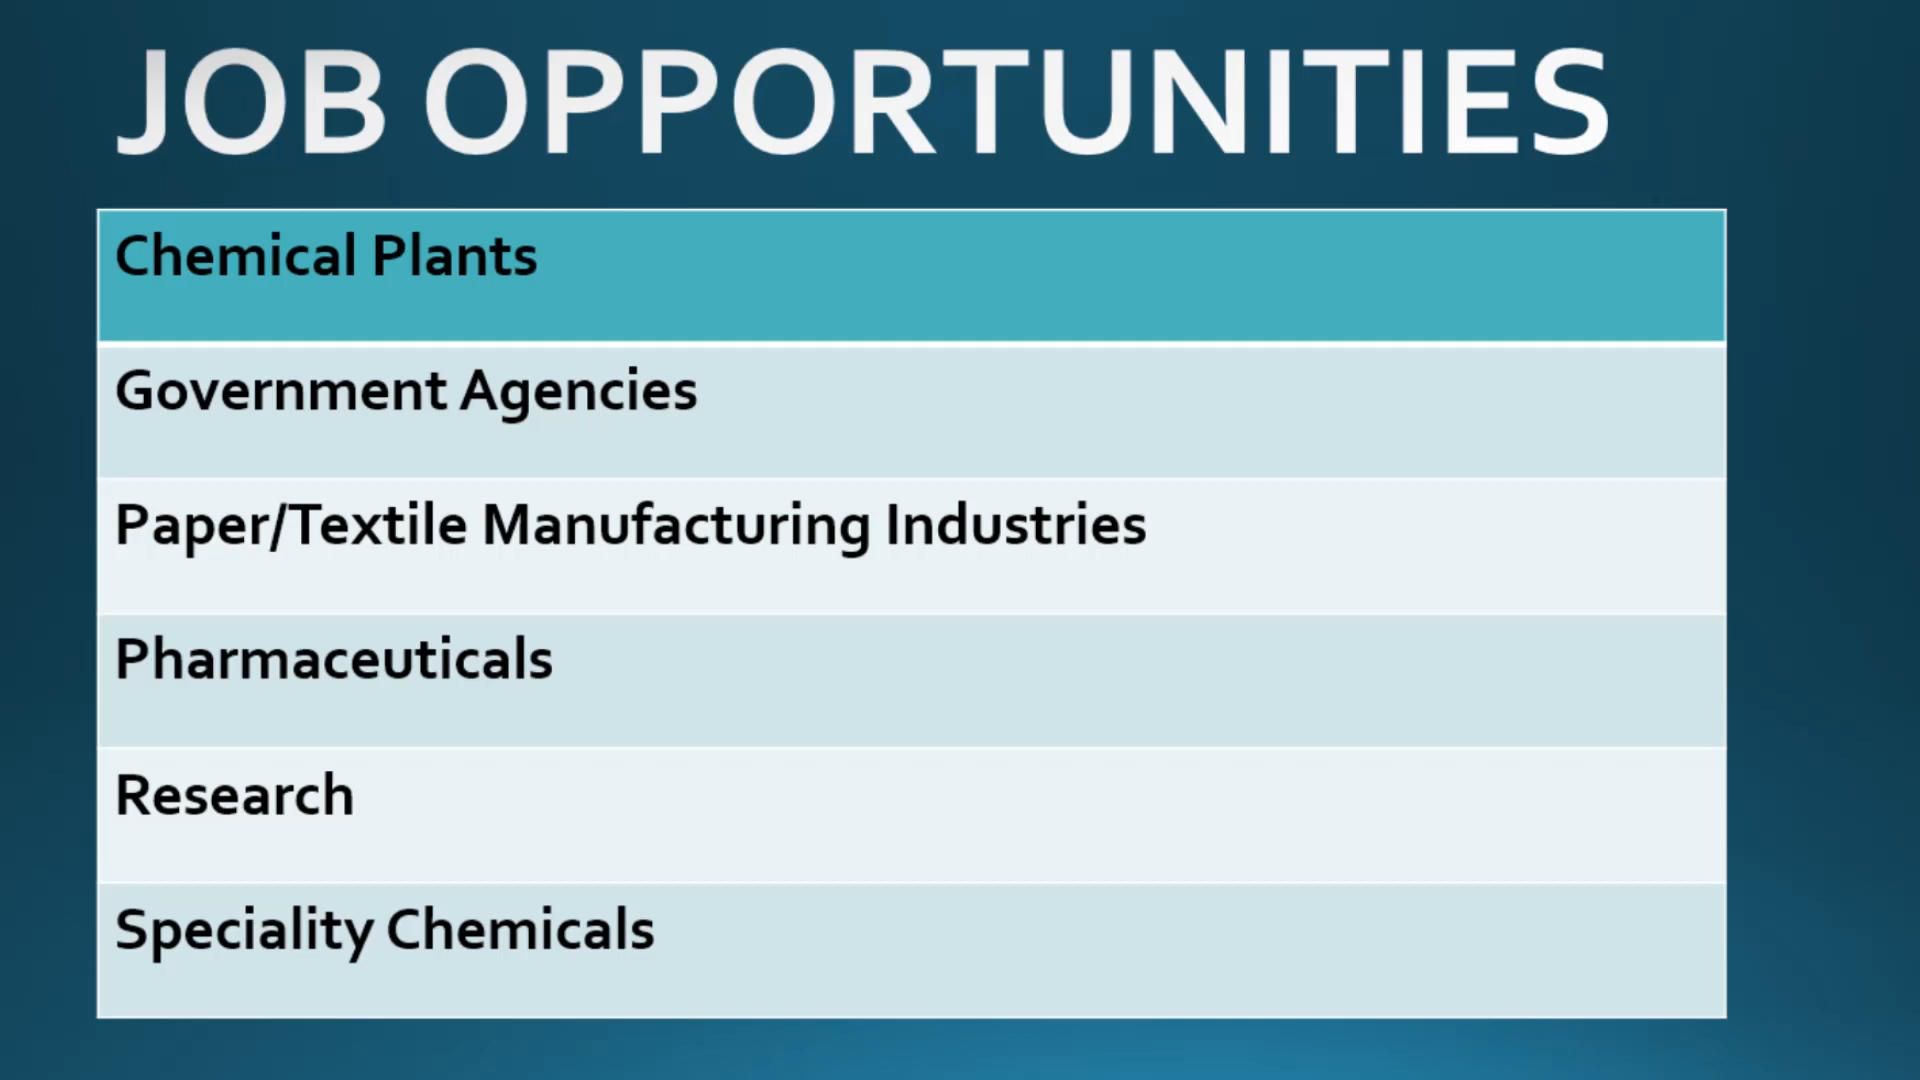 JOB OPPORTUNITIES
Chemical Plants
Government Agencies
Paper/Textile Manufacturing Industries
Pharmaceuticals
Research
Speciality Chemicals